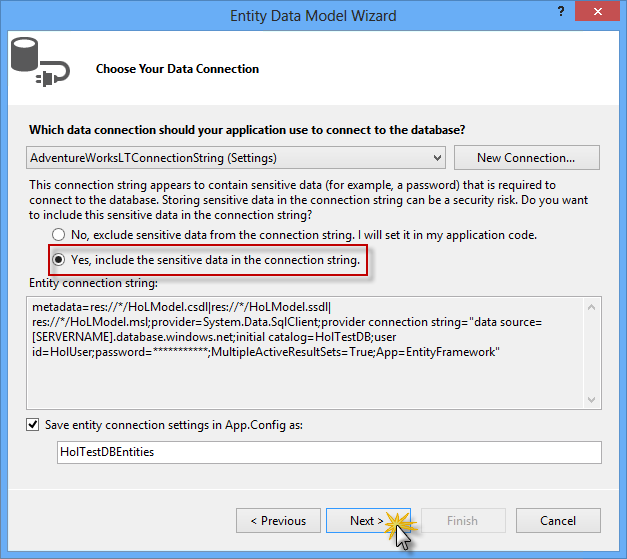 Entity Data Model Wizard
?
Choose Your Data Connection
Which data connection should your application use to connect to the database?
AdventureWorksLTConnectionString (Settings)
New Connection...
This connection string appears to contain sensitive data (for example, a password) that is required
to connect to the database. Storing sensitive data in the connection string can be a security risk. Do you want
to include this sensitive data in the connection string?
No, exclude sensitive data from the connection string. I will set it in my application code.
Yes, include the sensitive data in the connection string.
Entity connection string:
metadata=res://*/HoLModel.csdl|res://*/HoLModel.ssdl|
res://*/HoLModel.msl;provider=System.Data.SqlClient;provider connection string="data source=
[SERVERNAME].database.windows.net;initial catalog=HolTestDB;user
id=HolUser;password=***********;MultipleActiveResultSets=True;App=EntityFramework"
Save entity connection settings in App.Config as:
HolTestDBEntities
< Previous
Next >
Finish
Cancel